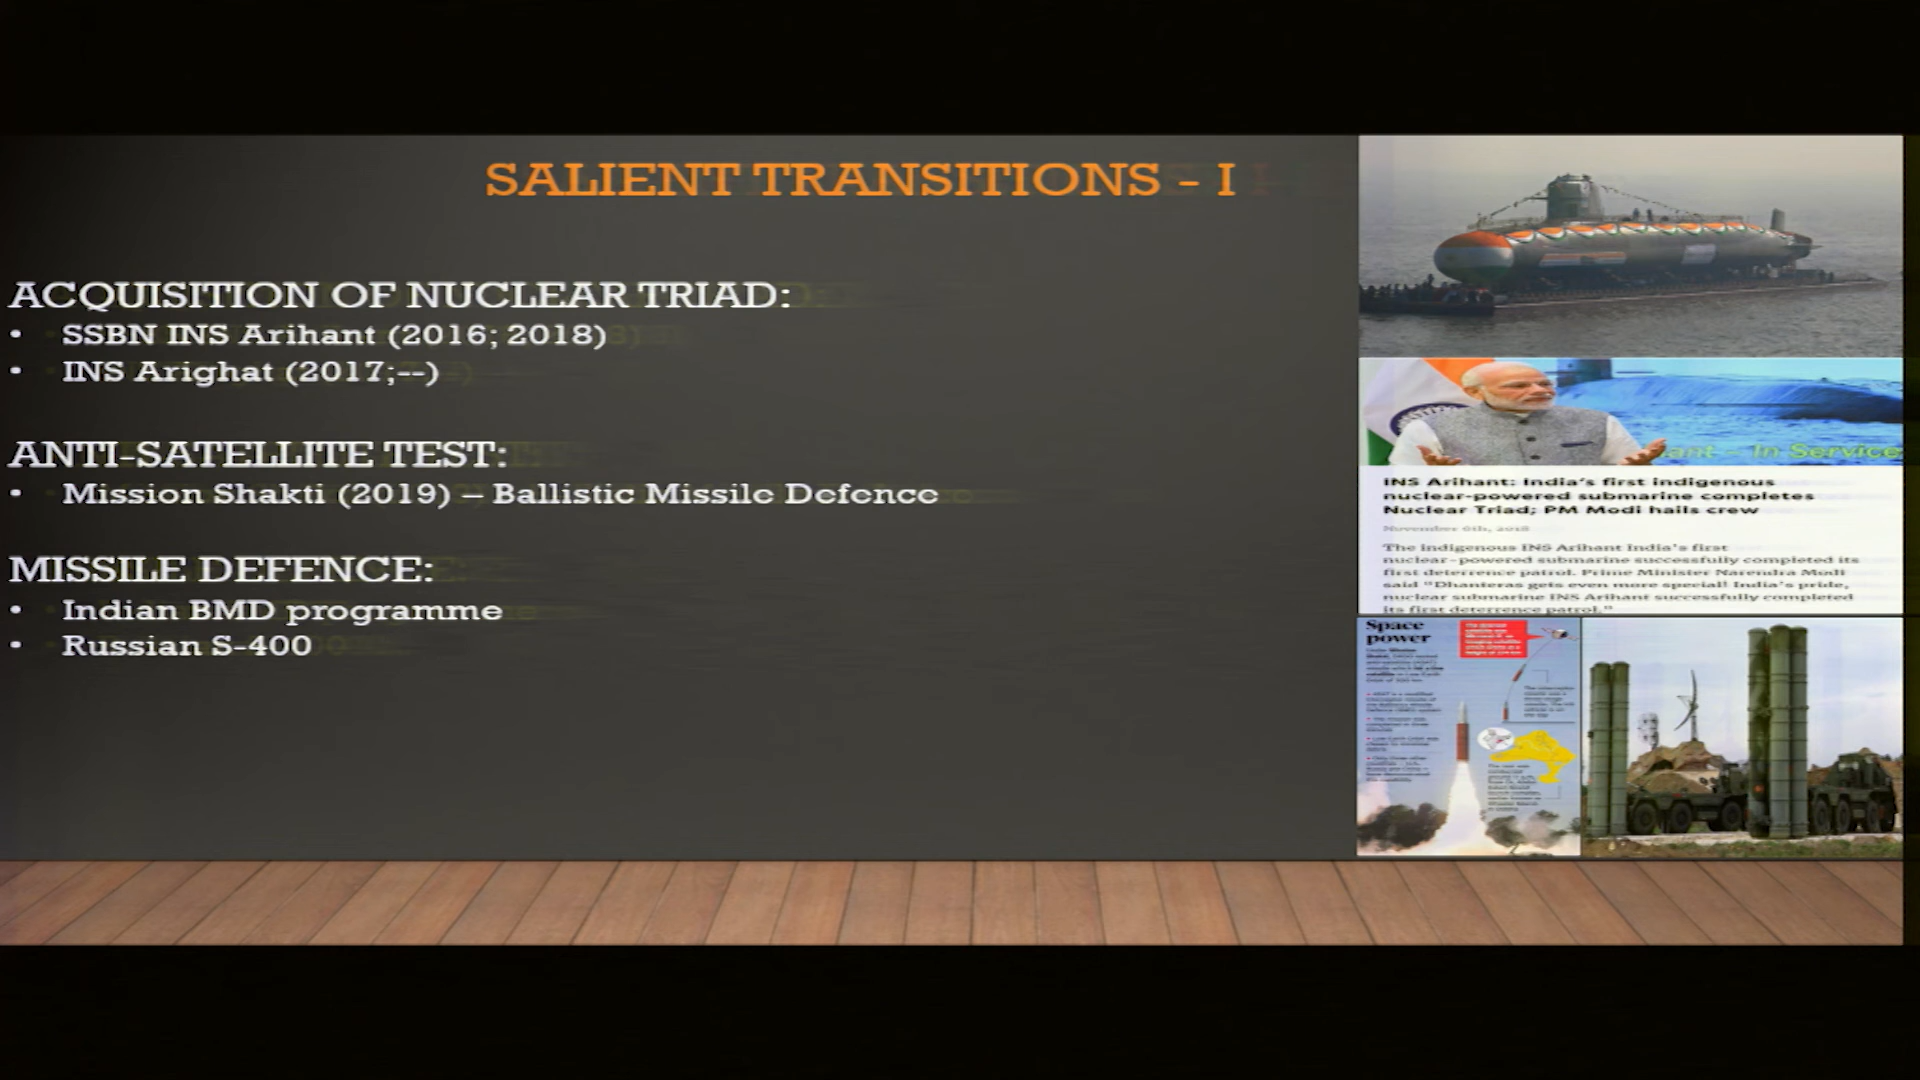 SALIENT TRANSITIONS - I
ACQUISITION OF NUCLEAR TRIAD:
• SSBN INS Arihant (2016; 2018)
• INS Arighat (2017;--)
ANTI-SATELLITE TEST:
• Mission Shakti (2019) – Ballistic Missile Defence
MISSILE DEFENCE:
• Indian BMD programme
• Russian S-400
ant – In Service
INS Arihant: India's first indigenous
nuclear-powered submarine completes
Nuclear Triad; PM Modi hails crew
November 6th, 2018
The indigenous INS Arihant India's first
nuclear-powered submarine successfully completed its
first deterrence patrol. Prime Minister Narendra Modi
said "Dhanteras gets even more special! India's pride,
nuclear submarine INS Arihant successfully completed
its first deterrence patrol."
Space
power